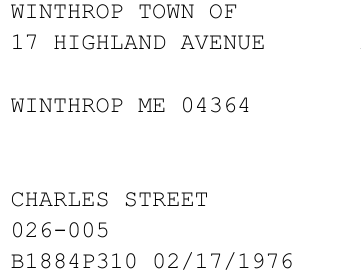 WINTHROP TOWN OF
17 HIGHLAND AVENUE
WINTHROP ME 04364
CHARLES STREET
026-005
B1884P310 02/17/1976